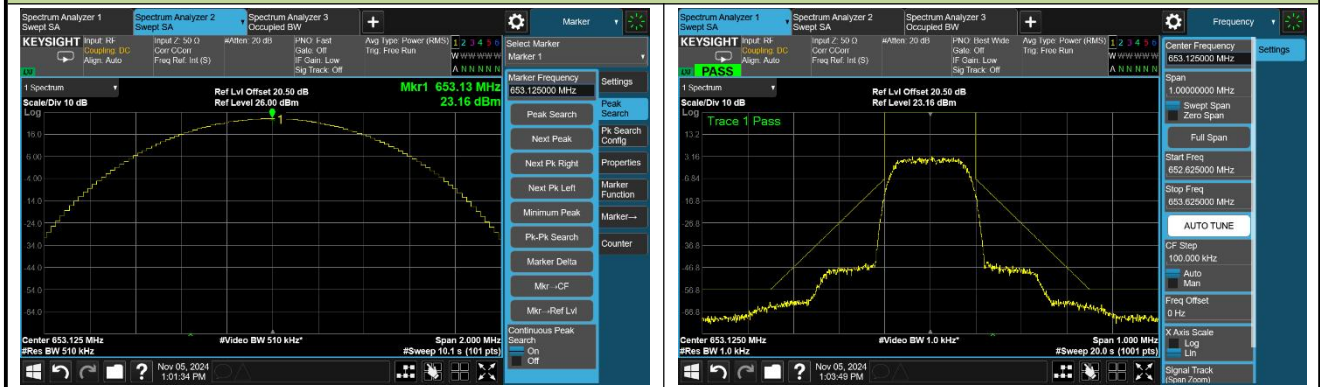 Spectrum Analyzer 1
Swept SA
Spectrum Analyzer 2
Swept SA
Spectrum Analyzer 3
Occupied BW
Marker
KEYSIGHT
Input: RF
Coupling: DC
Align: Auto
Input Z: 50 Ω
Corr CCorr
Freq Ref: Int (S)
#Atten: 20 dB
PNO: Fast
Gate: Off
IF Gain: Low
Sig Track: Off
Avg Type: Power (RMS)
Trig: Free Run
1 2 3 4 5 6
W W W W W W
A N N N N N
Select Marker
Marker 1
1 Spectrum
Scale/Div 10 dB
Log
Ref Lvl Offset 20.50 dB
Ref Level 26.00 dBm
Mkr1 653.13 MHz
23.16 dBm
1
16.0
6.00
-4.00
-14.0
-24.0
-34.0
-44.0
-54.0
-64.0
Center 653.125 MHz
#Res BW 510 kHz
#Video BW 510 kHz*
Span 2.000 MHz
#Sweep 10.1 s (101 pts)
Marker Frequency
653.125000 MHz
Peak Search
Next Peak
Next Pk Right
Next Pk Left
Minimum Peak
Pk-Pk Search
Marker Delta
Mkr→CF
Mkr→Ref Lvl
Continuous Peak
Search
On
Off
Settings
Peak
Search
Pk Search
Config
Properties
Marker
Function
Marker→
Counter
Nov 05, 2024
1:01:34 PM
Spectrum Analyzer 1
Swept SA
Spectrum Analyzer 2
Swept SA
Spectrum Analyzer 3
Occupied BW
Frequency
KEYSIGHT
Input: RF
Coupling: DC
Align: Auto
Input Z: 50 Ω
Corr CCorr
Freq Ref: Int (S)
#Atten: 20 dB
PNO: Best Wide
Gate: Off
IF Gain: Low
Sig Track: Off
Avg Type: Power (RMS)
Trig: Free Run
1 2 3 4 5 6
W W W W W W
A N N N N N
PASS
1 Spectrum
Scale/Div 10 dB
Log
Ref Lvl Offset 20.50 dB
Ref Level 23.16 dBm
Trace 1 Pass
13.2
3.16
-6.84
-16.8
-26.8
-36.8
-46.8
-56.8
-66.8
Center 653.1250 MHz
#Res BW 1.0 kHz
#Video BW 1.0 kHz*
Span 1.000 MHz
#Sweep 20.0 s (1001 pts)
Center Frequency
653.125000 MHz
Span
1.00000000 MHz
Swept Span
Zero Span
Full Span
Start Freq
652.625000 MHz
Stop Freq
653.625000 MHz
AUTO TUNE
CF Step
100.000 kHz
Auto
Man
Freq Offset
0 Hz
X Axis Scale
Log
Lin
Signal Track
(Span Zoom)
Settings
Nov 05, 2024
1:03:49 PM